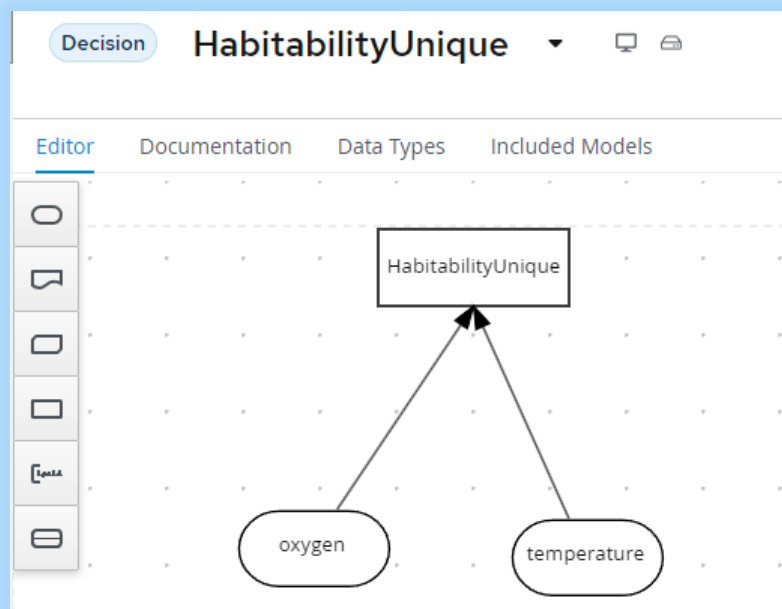 Decision HabitabilityUnique
Editor Documentation Data Types Included Models
HabitabilityUnique
oxygen
temperature